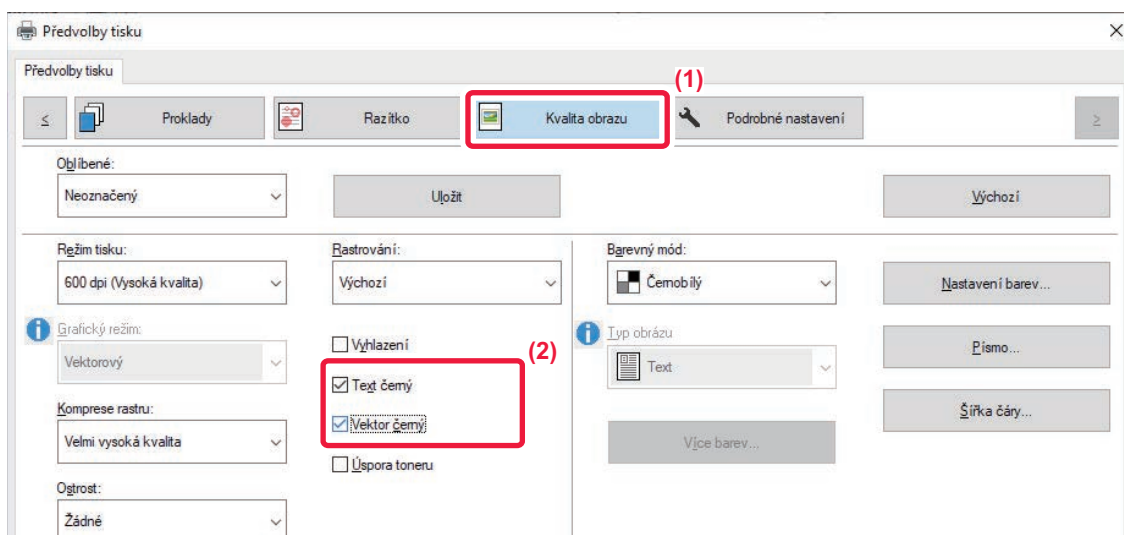 Předvolby tisku
Předvolby tisku
(1)
< Proklady Razítko Kvalita obrazu Podrobné nastavení >
Oblíbené:
Neoznačený Uložit Výchozí
Režim tisku: Rastrování: Barevný mód:
600 dpi (Vysoká kvalita) Výchozí Černobílý Nastavení barev...
Grafický režim: Vyhlazení (2) Typ obrázu Písmo...
Vektorový Text černý Text
Komprese rastru: Vektor černý Šířka čáry...
Velmi vysoká kvalita Úspora toneru Více barev...
Ostrost:
Žádné